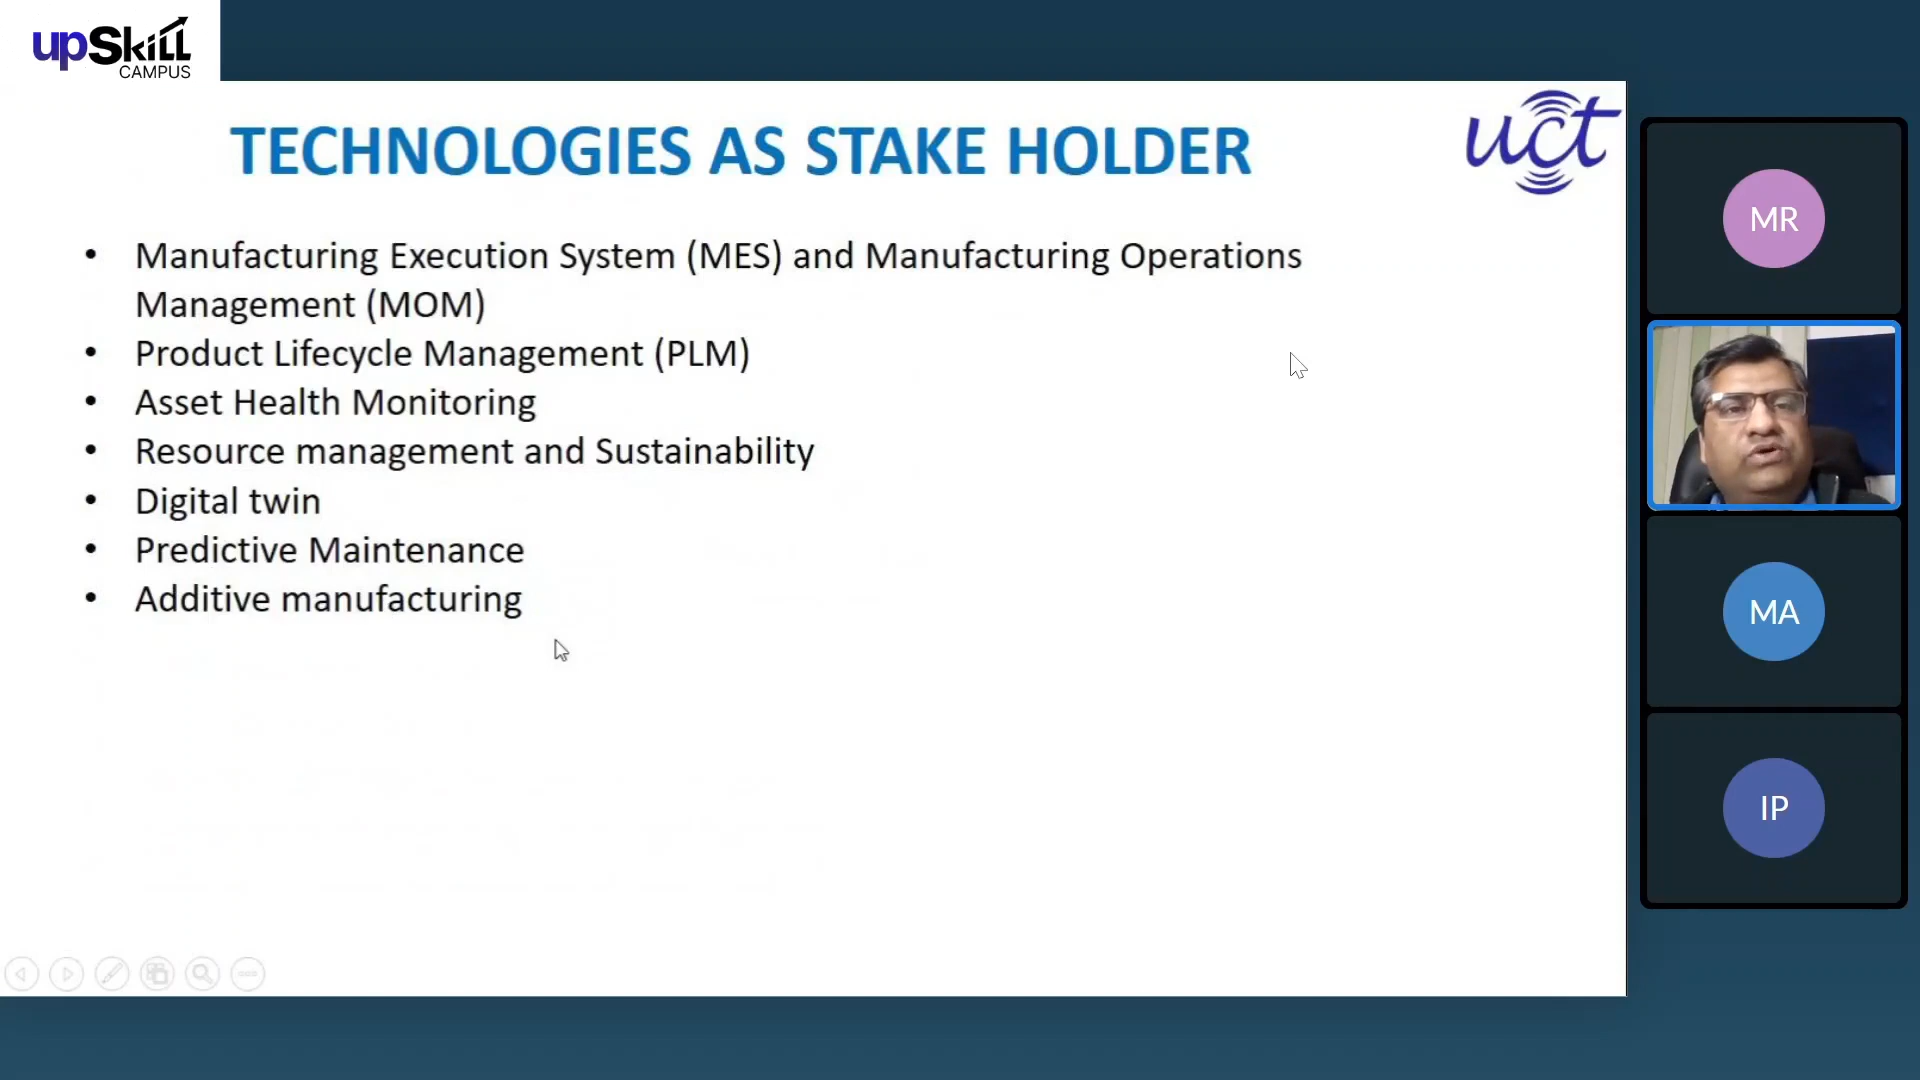 upSkill
CAMPUS
TECHNOLOGIES AS STAKE HOLDER
uct
• Manufacturing Execution System (MES) and Manufacturing Operations
Management (MOM)
• Product Lifecycle Management (PLM)
• Asset Health Monitoring
• Resource management and Sustainability
• Digital twin
• Predictive Maintenance
• Additive manufacturing
MR
MA
IP